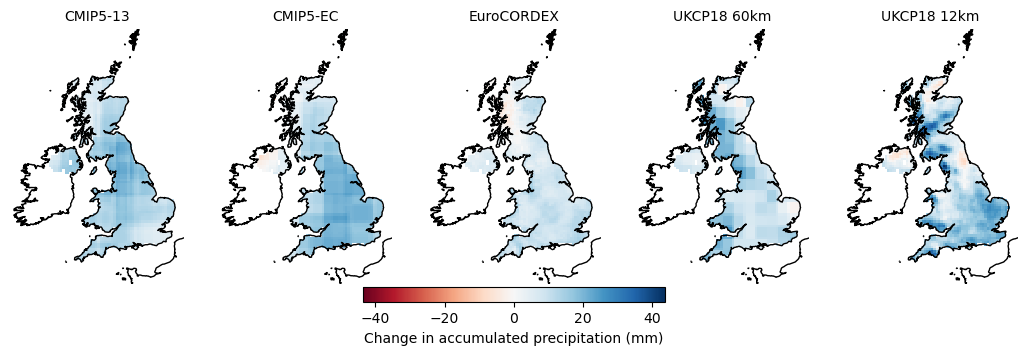 CMIP5-13
CMIP5-EC
EuroCORDEX
UKCP18 60km
UKCP18 12km
−40
−20
0
20
40
Change in accumulated precipitation (mm)